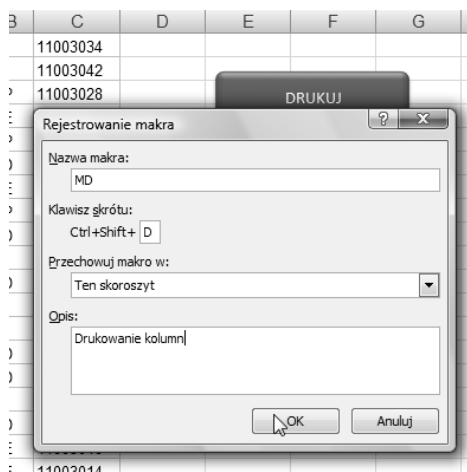 B C D E F G
11003034
11003042
11003028
DRUKUJ
Rejestrowanie makra
Nazwa makra:
MD
Klawisz skrótu:
Ctrl+Shift+ D
Przechowuj makro w:
Ten skoroszyt
Opis:
Drukowanie kolumn
OK Anuluj
11003014